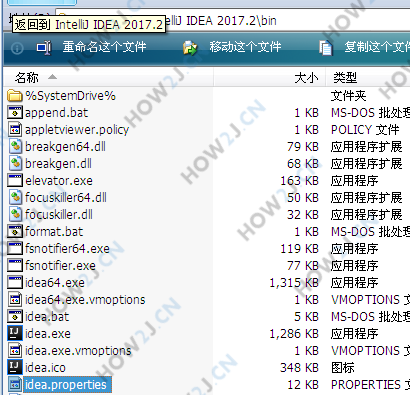 返回到 IntelliJ IDEA 2017.2
IntelliJ IDEA 2017.2\bin
重命名这个文件 移动这个文件 复制这个文件
名称 大小 类型
%SystemDrive% 文件夹
append.bat 1 KB MS-DOS 批处理
appletviewer.policy 1 KB POLICY 文件
breakgen64.dll 79 KB 应用程序扩展
breakgen.dll 68 KB 应用程序扩展
elevator.exe 163 KB 应用程序
focuskiller64.dll 50 KB 应用程序扩展
focuskiller.dll 32 KB 应用程序扩展
format.bat 1 KB MS-DOS 批处理
fsnotifier64.exe 119 KB 应用程序
fsnotifier.exe 77 KB 应用程序
idea64.exe 1,315 KB 应用程序
idea64.exe.vmoptions 1 KB VMOPTIONS 文
idea.bat 5 KB MS-DOS 批处理
idea.exe 1,286 KB 应用程序
idea.exe.vmoptions 1 KB VMOPTIONS 文
idea.ico 348 KB 图标
idea.properties 12 KB PROPERTIES 文
HOW2J.CN
HOW2J.CN
HOW2J.CN
HOW2J.CN
HOW2J.CN
HOW2J.CN